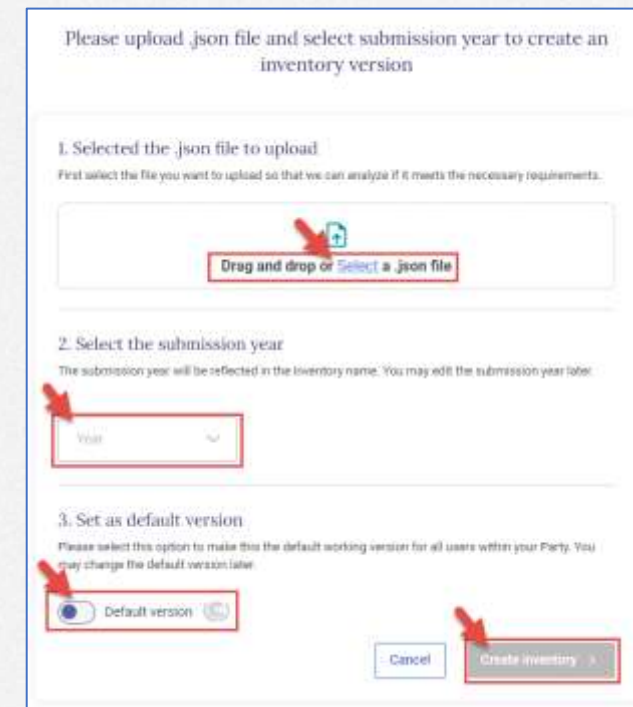 Please upload .json file and select submission year to create an
inventory version
1. Selected the .json file to upload
First select the file you want to upload so that we can analyze if it meets the necessary requirements.
Drag and drop or Select a .json file
2. Select the submission year
The submission year will be reflected in the Inventory name. You may edit the submission year later.
Year
3. Set as default version
Please select this option to make this the default working version for all users within your Party. You
may change the default version later
Default version
Cancel
Create inventory >